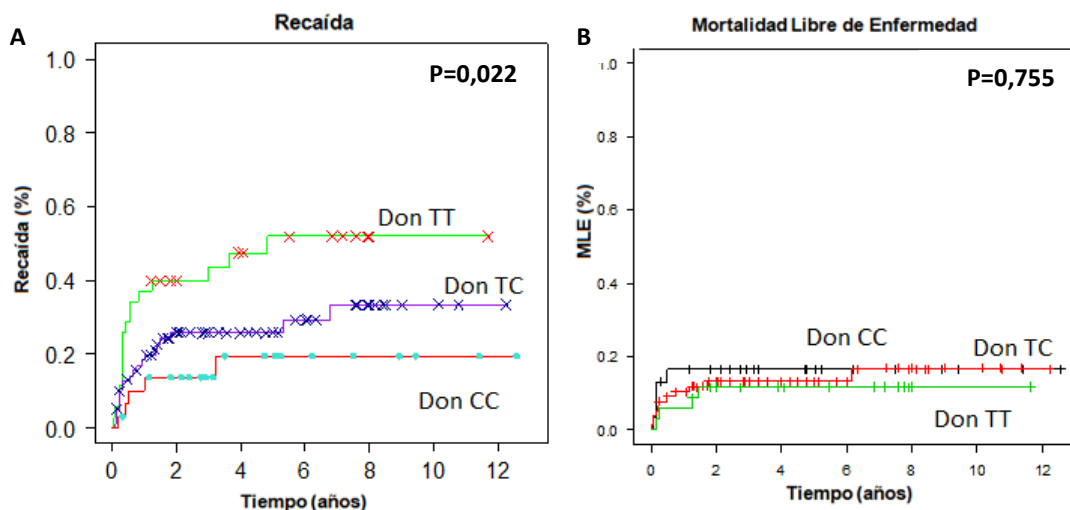 A
Recaída
P=0,022
Recaída (%)
1.0
0.8
0.6
0.4
0.2
0.0
Don TT
Don TC
Don CC
0 2 4 6 8 10 12
Tiempo (años)
B
Mortalidad Libre de Enfermedad
P=0,755
MLE (%)
1.0
0.8
0.6
0.4
0.2
0.0
Don CC
Don TC
Don TT
0 2 4 6 8 10 12
Tiempo (años)